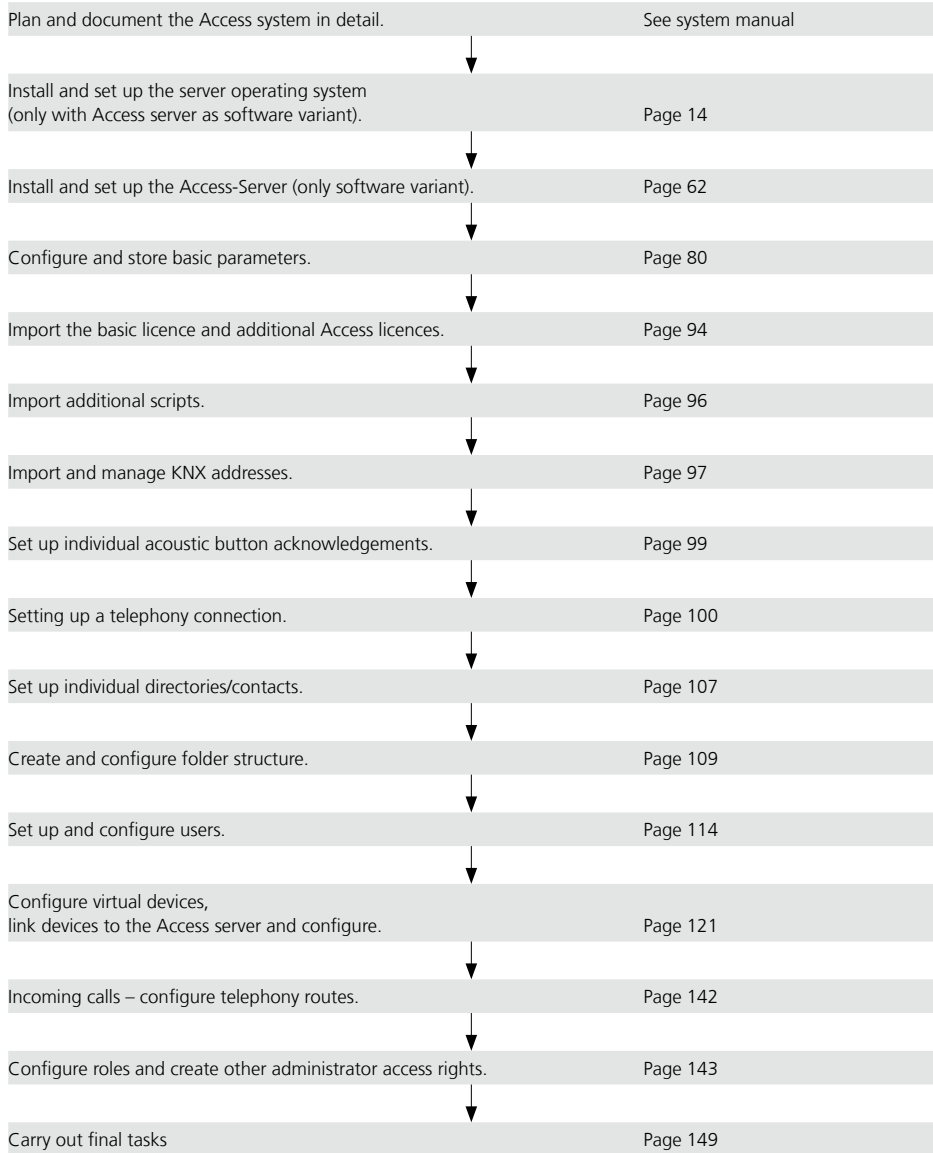 Plan and document the Access system in detail. See system manual
Install and set up the server operating system
(only with Access server as software variant). Page 14
Install and set up the Access-Server (only software variant). Page 62
Configure and store basic parameters. Page 80
Import the basic licence and additional Access licences. Page 94
Import additional scripts. Page 96
Import and manage KNX addresses. Page 97
Set up individual acoustic button acknowledgements. Page 99
Setting up a telephony connection. Page 100
Set up individual directories/contacts. Page 107
Create and configure folder structure. Page 109
Set up and configure users. Page 114
Configure virtual devices,
link devices to the Access server and configure. Page 121
Incoming calls – configure telephony routes. Page 142
Configure roles and create other administrator access rights. Page 143
Carry out final tasks Page 149